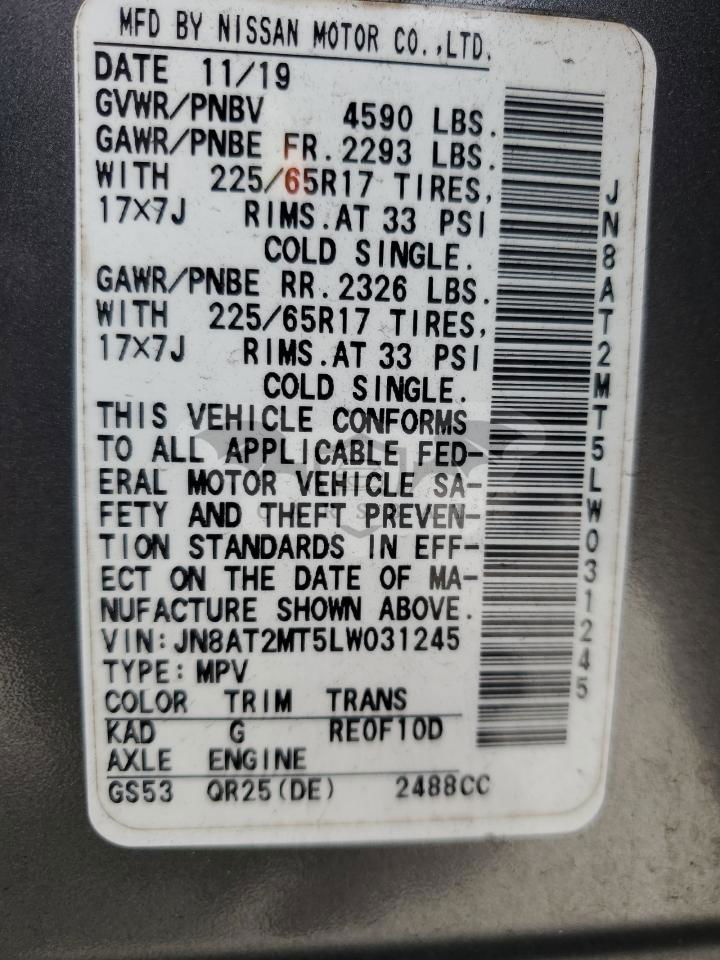 MFD BY NISSAN MOTOR CO.,LTD.
DATE 11/19
GVWR/PNBV 4590 LBS.
GAWR/PNBE FR.2293 LBS.
WITH 225/65R17 TIRES,
17X7J RIMS.AT 33 PSI
COLD SINGLE.
GAWR/PNBE RR.2326 LBS.
WITH 225/65R17 TIRES,
17X7J RIMS.AT 33 PSI
COLD SINGLE.
THIS VEHICLE CONFORMS
TO ALL APPLICABLE FED-
ERAL MOTOR VEHICLE SA-
FETY AND THEFT PREVEN-
TION STANDARDS IN EFF-
ECT ON THE DATE OF MA-
NUFACTURE SHOWN ABOVE.
VIN:JN8AT2MT5LW031245
TYPE:MPV
COLOR TRIM TRANS
KAD G RE0F10D
AXLE ENGINE
GS53 QR25(DE) 2488CC
JN8AT2MT5LW031245